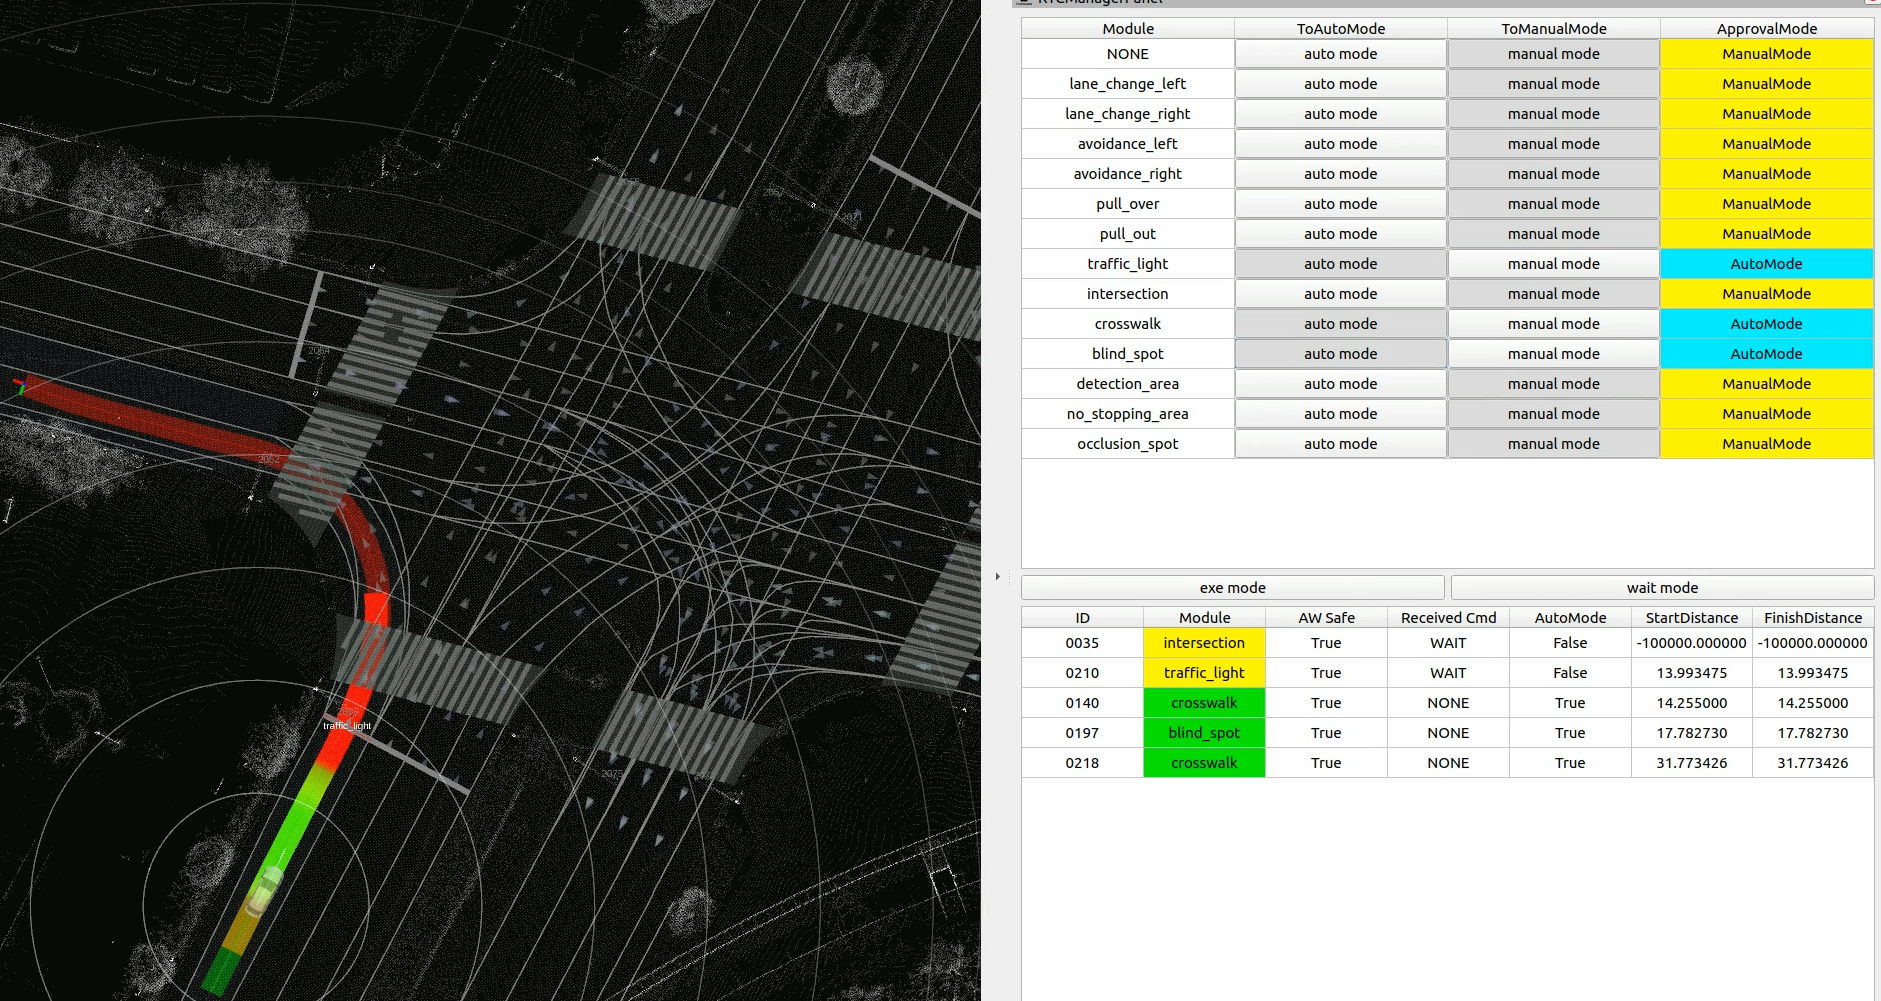 RTCManagerPanel
Module ToAutoMode ToManualMode ApprovalMode
NONE auto mode manual mode ManualMode
lane_change_left auto mode manual mode ManualMode
lane_change_right auto mode manual mode ManualMode
avoidance_left auto mode manual mode ManualMode
avoidance_right auto mode manual mode ManualMode
pull_over auto mode manual mode ManualMode
pull_out auto mode manual mode ManualMode
traffic_light auto mode manual mode AutoMode
intersection auto mode manual mode ManualMode
crosswalk auto mode manual mode AutoMode
blind_spot auto mode manual mode AutoMode
detection_area auto mode manual mode ManualMode
no_stopping_area auto mode manual mode ManualMode
occlusion_spot auto mode manual mode ManualMode
exe mode wait mode
ID Module AW Safe Received Cmd AutoMode StartDistance FinishDistance
0035 intersection True WAIT False -100000.000000 -100000.000000
0210 traffic_light True WAIT False 13.993475 13.993475
0140 crosswalk True NONE True 14.255000 14.255000
0197 blind_spot True NONE True 17.782730 17.782730
0218 crosswalk True NONE True 31.773426 31.773426
2064
2062
traffic_light